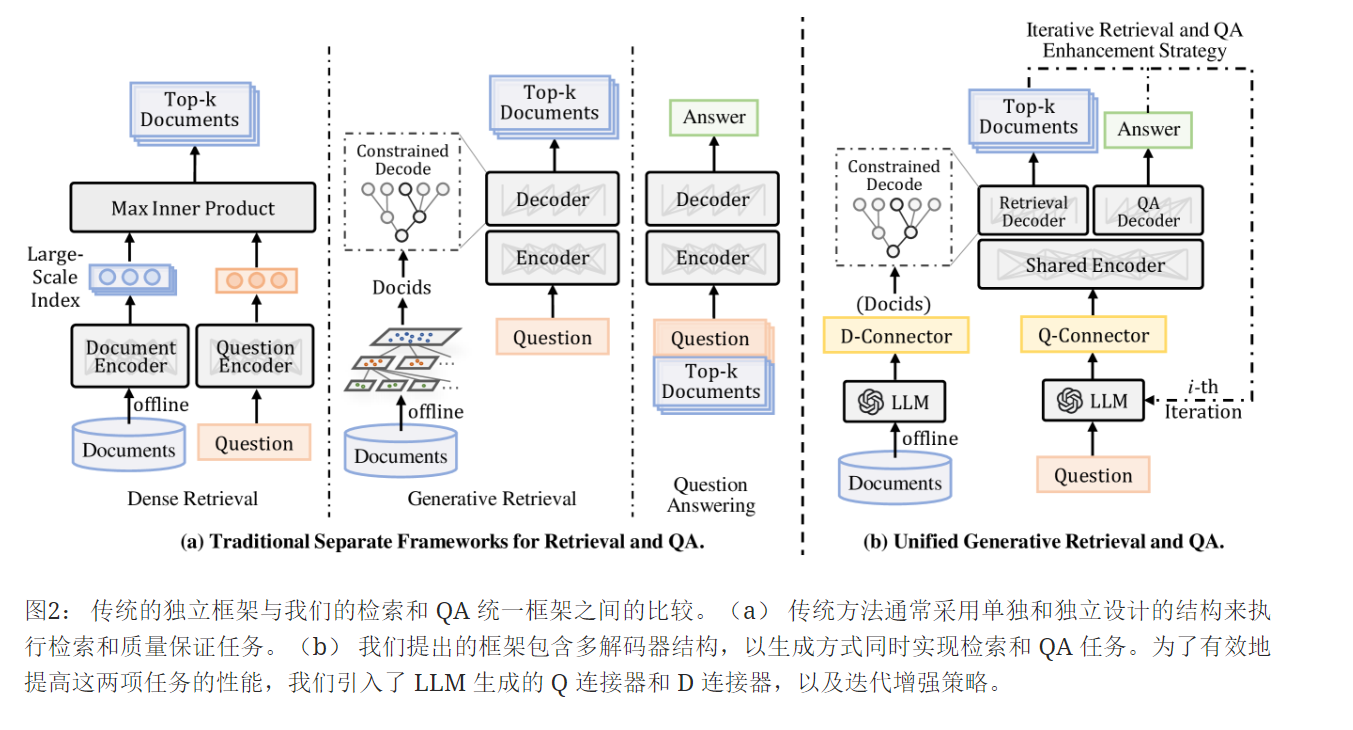 Top-k
Documents
Max Inner Product
Large-
Scale
Index
Document
Encoder
Question
Encoder
offline
Documents
Question
Dense Retrieval
Top-k
Documents
Constrained
Decode
Decoder
Encoder
Docids
Question
offline
Documents
Generative Retrieval
Answer
Decoder
Encoder
Question
Top-k
Documents
Question
Answering
(a) Traditional Separate Frameworks for Retrieval and QA.
Iterative Retrieval and QA
Enhancement Strategy
Top-k
Documents
Answer
Constrained
Decode
Retrieval
Decoder
QA
Decoder
Shared Encoder
(Docids)
D-Connector
Q-Connector
LLM
LLM
i-th
Iteration
offline
Documents
Question
(b) Unified Generative Retrieval and QA.
图2： 传统的独立框架与我们的检索和 QA 统一框架之间的比较。（a） 传统方法通常采用单独和独立设计的结构来执
行检索和质量保证任务。（b） 我们提出的框架包含多解码器结构，以生成方式同时实现检索和 QA 任务。为了有效地
提高这两项任务的性能，我们引入了 LLM 生成的 Q 连接器和 D 连接器，以及迭代增强策略。